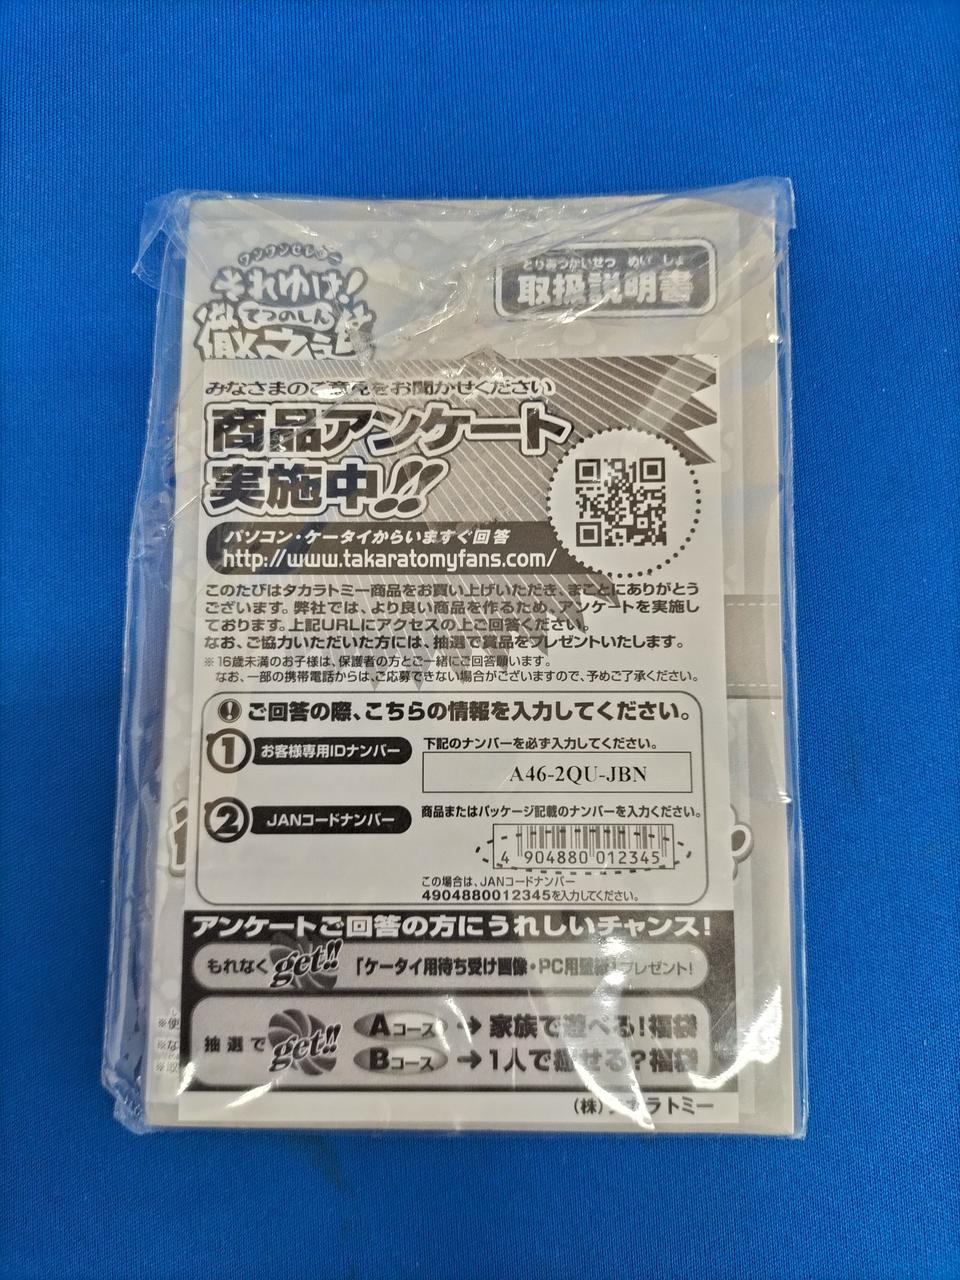 ワンワンセレブー
それゆけ!
てつのしん
徹之進
とりあつかいせつ めい しょ
取扱説明書
みなさまのご意見をお聞かせください
商品アンケート
実施中!!
パソコン・ケータイからいますぐ回答
http://www.takaratomyfans.com/
このたびはタカラトミー商品をお買い上げいただき、まことにありがとう
ございます。弊社では、より良い商品を作るため、アンケートを実施し
ております。上記URLにアクセスの上ご回答ください。
なお、ご協力いただいた方には、抽選で賞品をプレゼントいたします。
※16歳未満のお子様は、保護者の方とご一緒にご回答願います。
なお、一部の携帯電話からは、ご応募できない場合がございますので、予めご了承ください。
! ご回答の際、こちらの情報を入力してください。
1 お客様専用IDナンバー
下記のナンバーを必ず入力してください。
A46-2QU-JBN
2 JANコードナンバー
商品またはパッケージ記載のナンバーを入力ください。
4 904880 012345
この場合は、JANコードナンバー
4904880012345を入力してください。
アンケートご回答の方にうれしいチャンス!
もれなく get!! 「ケータイ用待ち受け画像・PC用壁紙」プレゼント!
抽選で get!!
Aコース → 家族で遊べる!福袋
Bコース → 1人で遊せる?福袋
※使
※な
※取
(株)タカラトミー